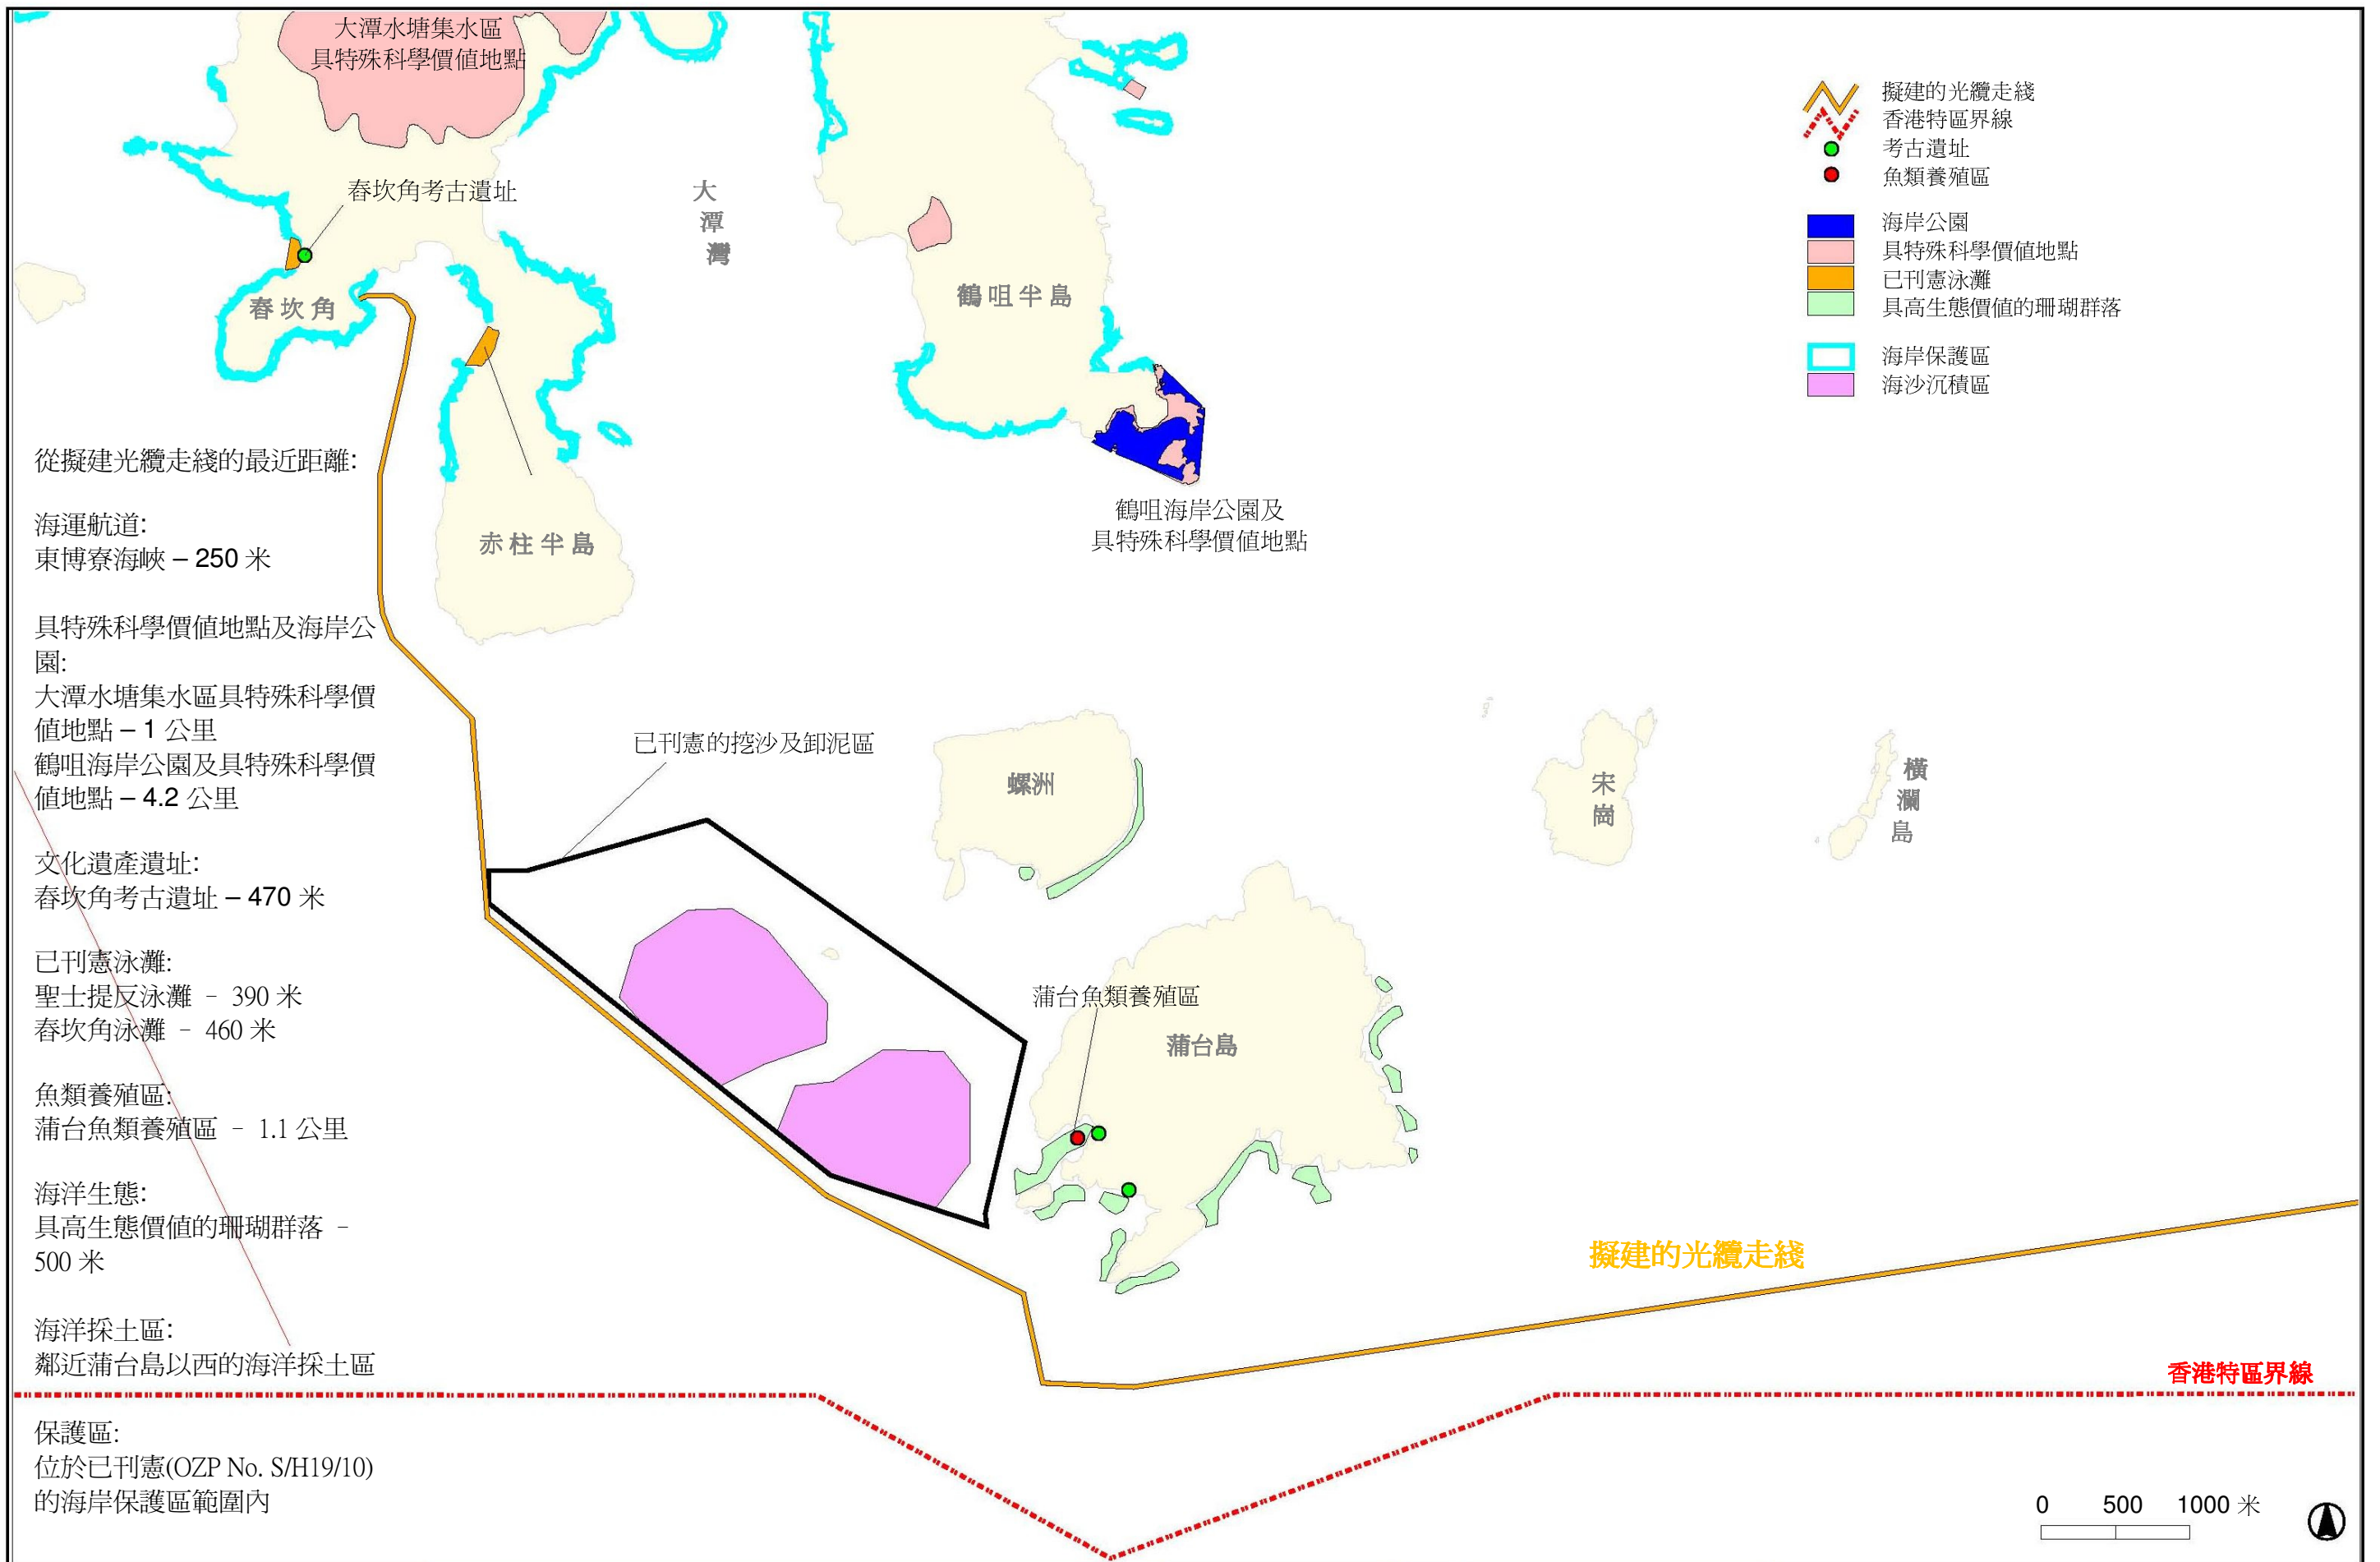 大潭水塘集水區
具特殊科學價值地點
舂坎角考古遺址
大潭灣
舂坎角
鶴咀半島
赤柱半島
鶴咀海岸公園及
具特殊科學價值地點
擬建的光纜走綫
香港特區界線
考古遺址
魚類養殖區
海岸公園
具特殊科學價值地點
已刊憲泳灘
具高生態價值的珊瑚群落
海岸保護區
海沙沉積區
從擬建光纜走綫的最近距離:
海運航道:
東博寮海峽 – 250 米
具特殊科學價值地點及海岸公
園:
大潭水塘集水區具特殊科學價
值地點 – 1 公里
鶴咀海岸公園及具特殊科學價
值地點 – 4.2 公里
文化遺產遺址:
舂坎角考古遺址 – 470 米
已刊憲泳灘:
聖士提反泳灘 – 390 米
舂坎角泳灘 – 460 米
魚類養殖區:
蒲台魚類養殖區 – 1.1 公里
海洋生態:
具高生態價值的珊瑚群落 –
500 米
海洋採土區:
鄰近蒲台島以西的海洋採土區
保護區:
位於已刊憲(OZP No. S/H19/10)
的海岸保護區範圍內
已刊憲的挖沙及卸泥區
螺洲
宋崗
橫瀾島
蒲台魚類養殖區
蒲台島
擬建的光纜走綫
香港特區界線
0 500 1000 米